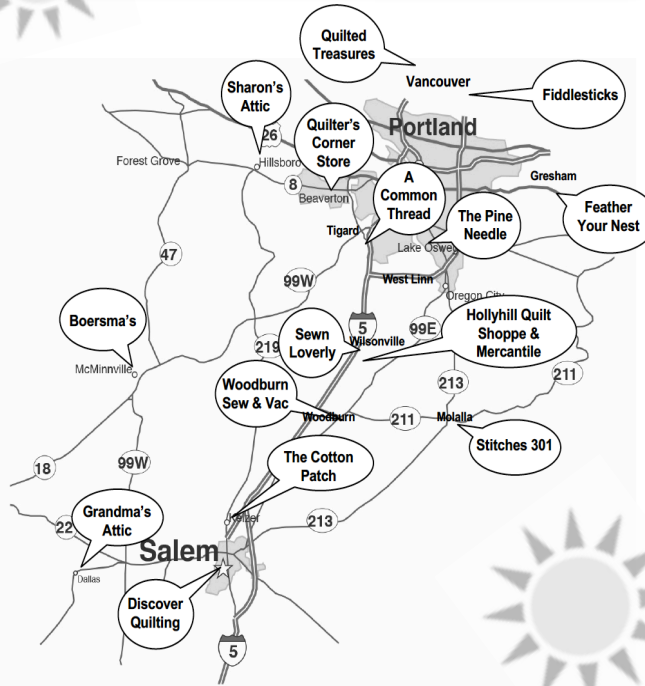 Quilted
Treasures
Vancouver
Fiddlesticks
Sharon's
Attic
Portland
26
Quilter's
Corner
Store
Forest Grove
Hillsboro
8
Beaverton
A
Common
Thread
Gresham
Feather
Your Nest
The Pine
Needle
Tigard
Lake Oswe
47
99W
West Linn
Oregon City
Boersma's
5
99E
Hollyhill Quilt
Shoppe &
Mercantile
Sewn
Loverly
Wilsonville
219
McMinnville
213
211
Woodburn
Sew & Vac
Woodburn
211
Molalla
Stitches 301
18
99W
The Cotton
Patch
22
Grandma's
Attic
Keizer
213
Salem
Dallas
Discover
Quilting
5